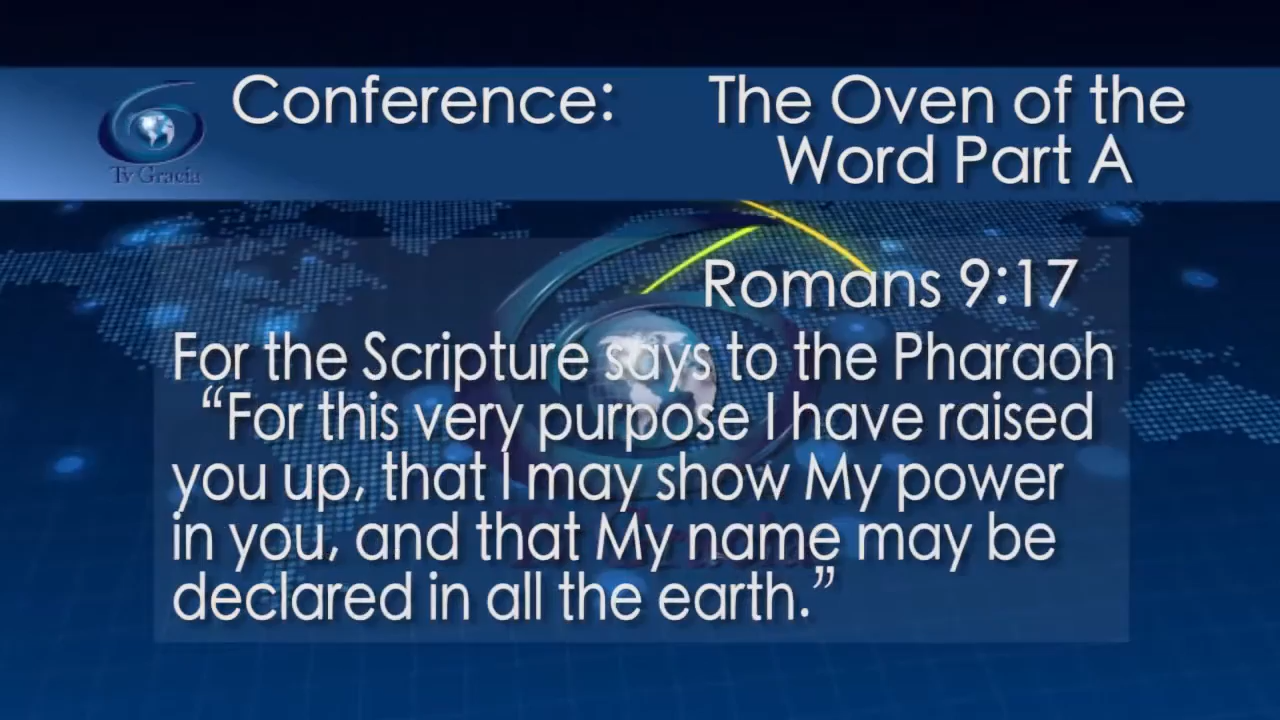 Conference: The Oven of the
Word Part A
Tv Gracia
Romans 9:17
For the Scripture says to the Pharaoh
“For this very purpose I have raised
you up, that I may show My power
in you, and that My name may be
declared in all the earth.”